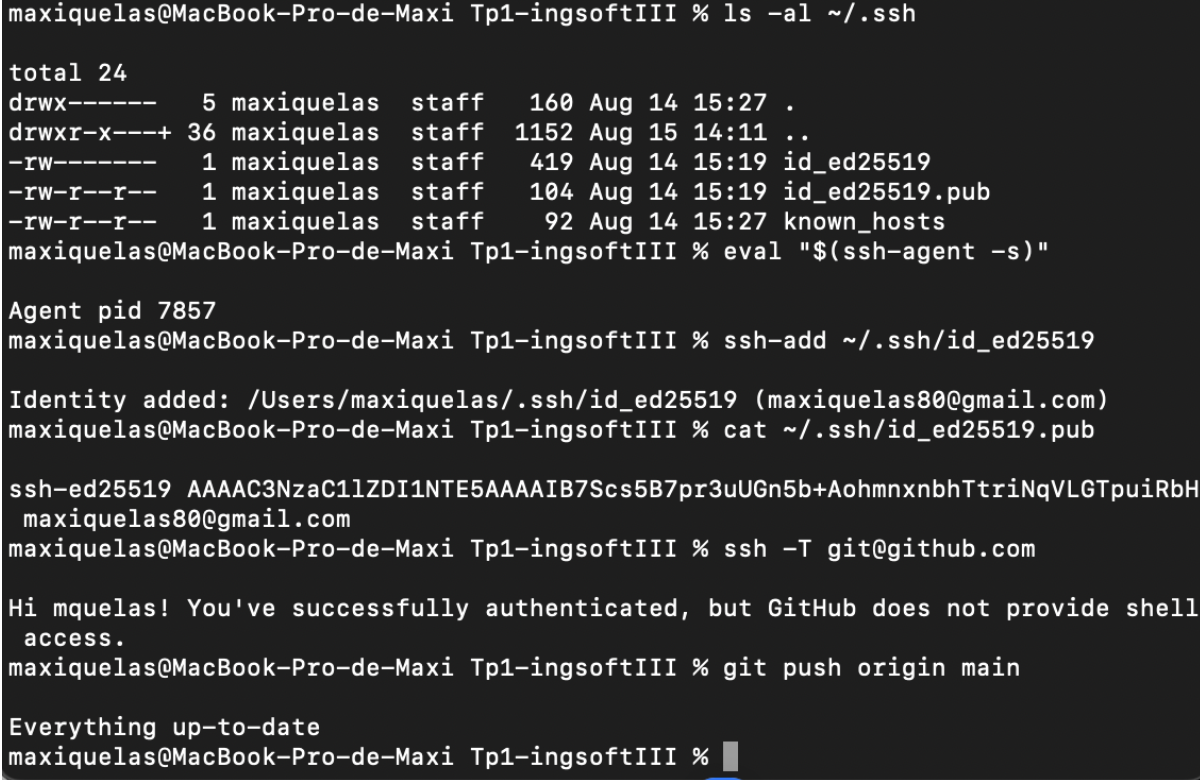 maxiquelas@MacBook-Pro-de-Maxi Tp1-ingsoftIII % ls -al ~/.ssh
total 24
drwx------   5 maxiquelas  staff   160 Aug 14 15:27 .
drwxr-x---+ 36 maxiquelas  staff  1152 Aug 15 14:11 ..
-rw-------   1 maxiquelas  staff   419 Aug 14 15:19 id_ed25519
-rw-r--r--   1 maxiquelas  staff   104 Aug 14 15:19 id_ed25519.pub
-rw-r--r--   1 maxiquelas  staff    92 Aug 14 15:27 known_hosts
maxiquelas@MacBook-Pro-de-Maxi Tp1-ingsoftIII % eval "$(ssh-agent -s)"
Agent pid 7857
maxiquelas@MacBook-Pro-de-Maxi Tp1-ingsoftIII % ssh-add ~/.ssh/id_ed25519
Identity added: /Users/maxiquelas/.ssh/id_ed25519 (maxiquelas80@gmail.com)
maxiquelas@MacBook-Pro-de-Maxi Tp1-ingsoftIII % cat ~/.ssh/id_ed25519.pub
ssh-ed25519 AAAAC3NzaC1lZDI1NTE5AAAAIB7Scs5B7pr3uUGn5b+AohmnxnbhTtriNqVLGTpuiRbH
 maxiquelas80@gmail.com
maxiquelas@MacBook-Pro-de-Maxi Tp1-ingsoftIII % ssh -T git@github.com
Hi mquelas! You've successfully authenticated, but GitHub does not provide shell
 access.
maxiquelas@MacBook-Pro-de-Maxi Tp1-ingsoftIII % git push origin main
Everything up-to-date
maxiquelas@MacBook-Pro-de-Maxi Tp1-ingsoftIII %